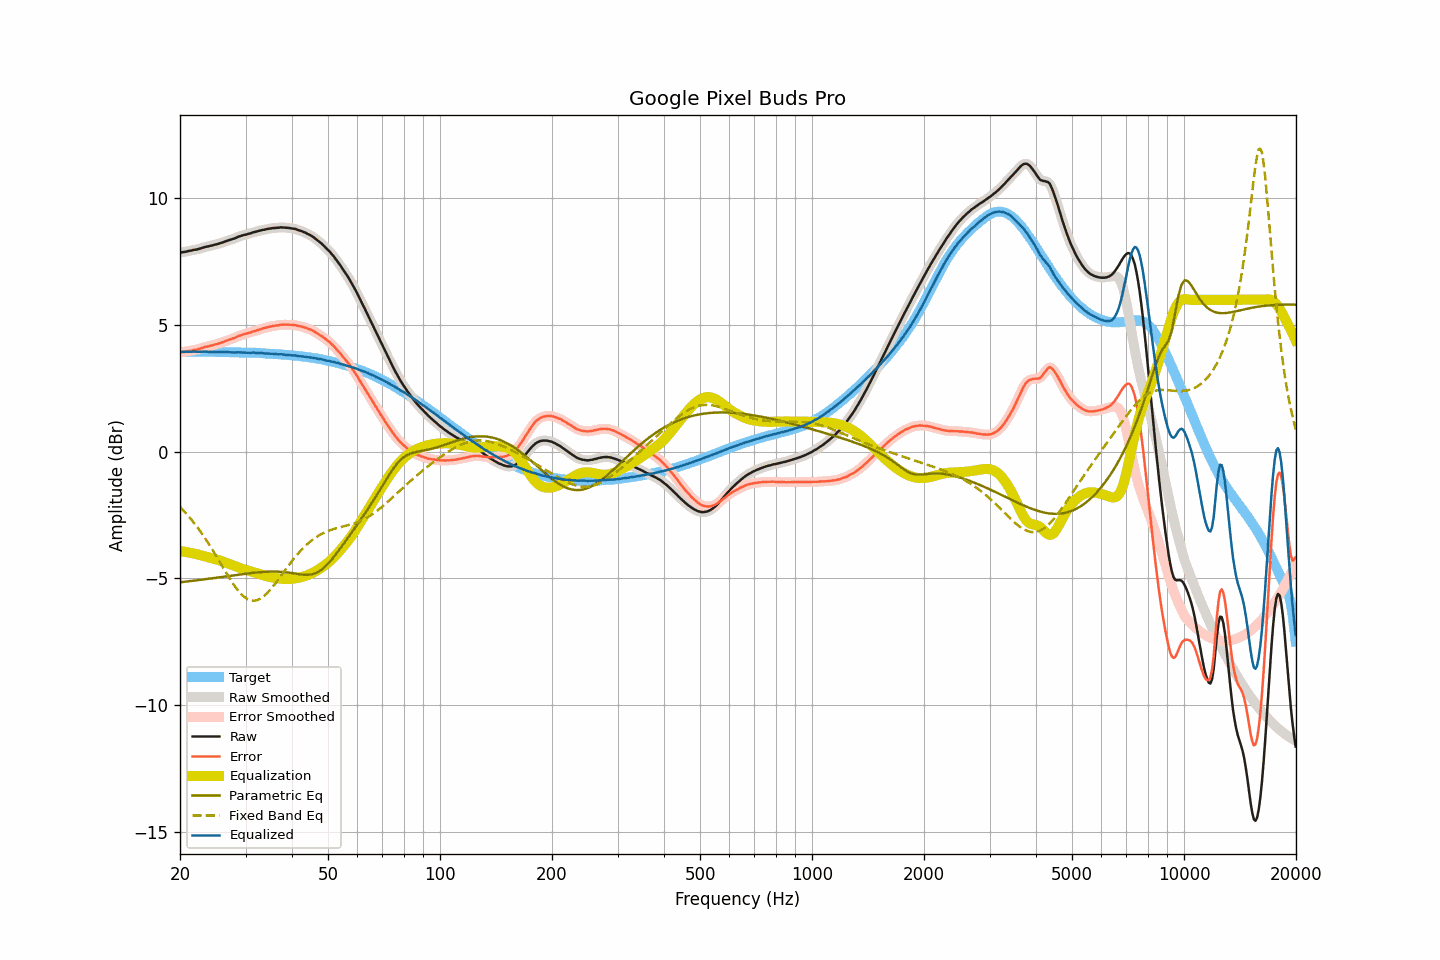 Google Pixel Buds Pro
Amplitude (dBr)
10
5
0
−5
−10
−15
Target
Raw Smoothed
Error Smoothed
Raw
Error
Equalization
Parametric Eq
Fixed Band Eq
Equalized
20 50 100 200 500 1000 2000 5000 10000 20000
Frequency (Hz)